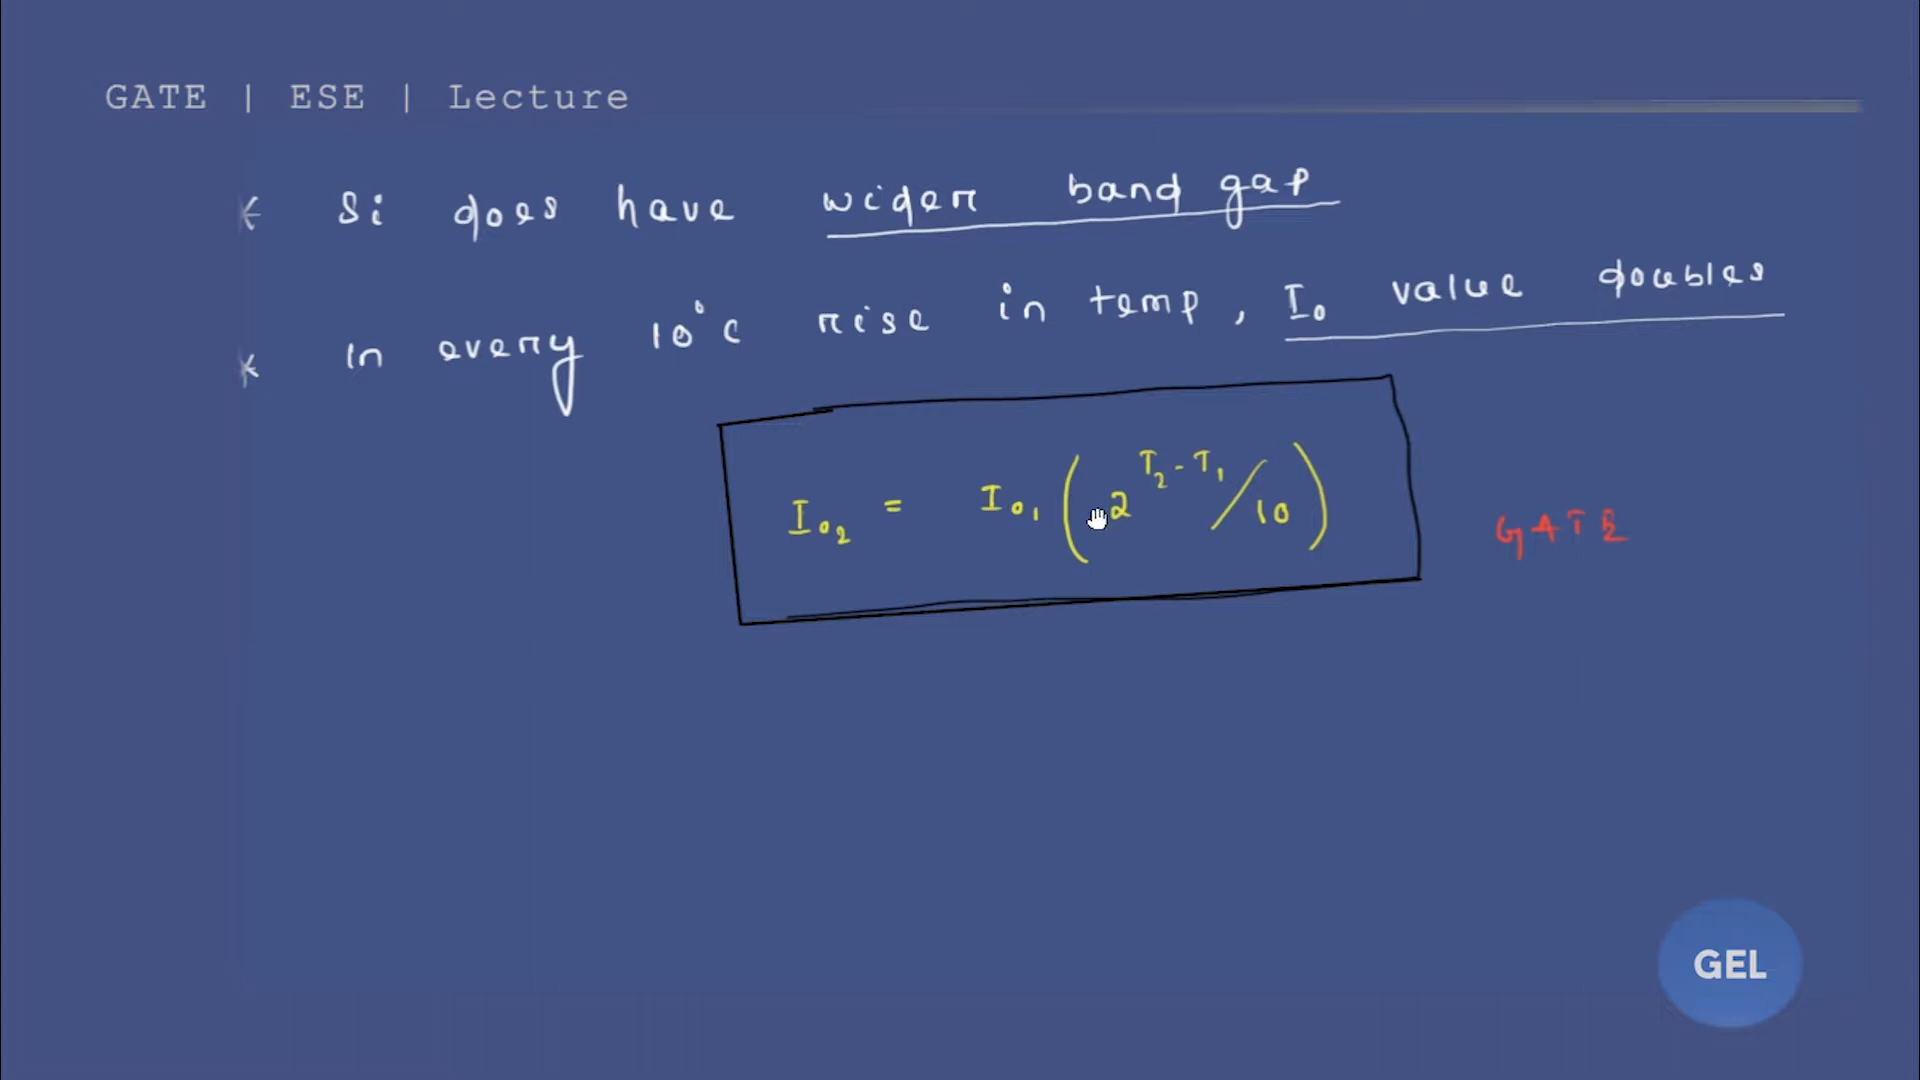 GATE | ESE | Lecture
* Si does have wider band gap
* In every 10°C rise in temp, I₀ value doubles
I₀₂ = I₀₁ (2^T₂-T₁/10)
GATE
GEL